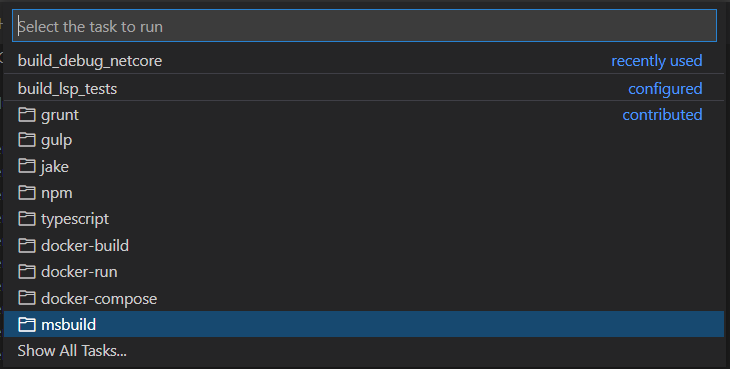 Select the task to run
build_debug_netcore recently used
build_lsp_tests configured
grunt contributed
gulp
jake
npm
typescript
docker-build
docker-run
docker-compose
msbuild
Show All Tasks...